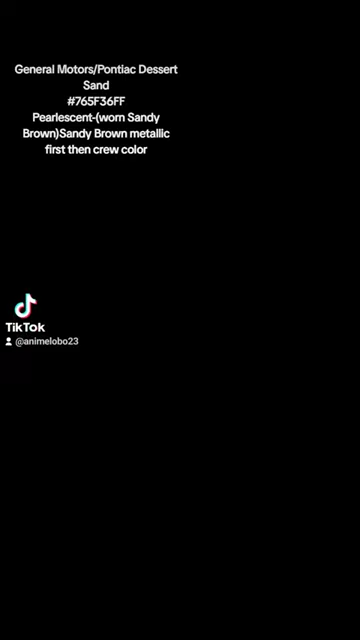 General Motors/Pontiac Dessert
Sand
#765F36FF
Pearlescent-(worn Sandy
Brown)Sandy Brown metallic
first then crew color
TikTok
@animelobo23